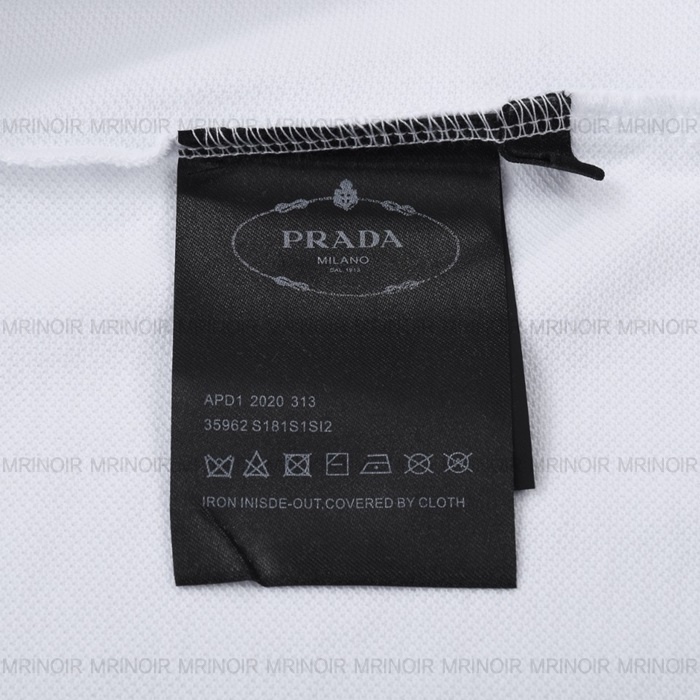 MRINOIR MRINOIR MRINOIR MRINOIR MRINOIR MRINOIR
PRADA
MILANO
DAL 1913
MRINOIR MRINOIR MRINOIR MRINOIR
APD1 2020 313
35962 S181S1SI2
MRINOIR MRINOIR MRINOIR MRINOIR
IRON INISDE-OUT,COVERED BY CLOTH
MRINOIR MRINOIR MRINOIR MRINOIR MRINOIR MRINOIR MRINOIR MRINOIR